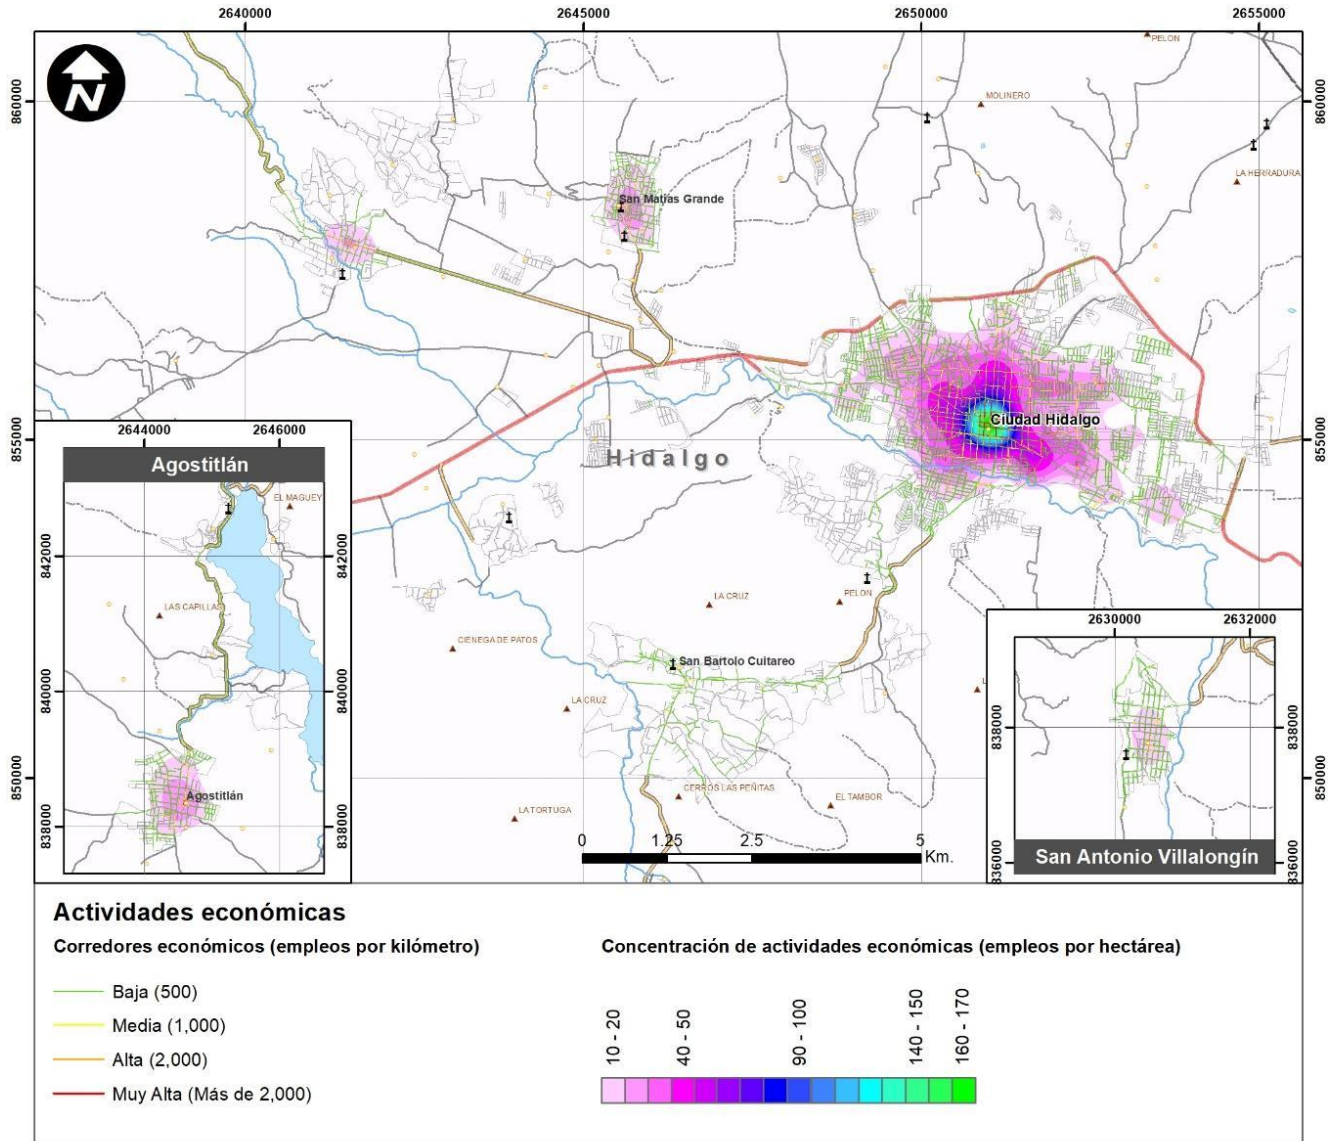 2640000
2645000
2650000
2655000
PELON
N
860000
860000
MOLINERO
LA HERRADURA
San Matías Grande
855000
855000
Ciudad Hidalgo
Hidalgo
2644000
2646000
Agostitlán
EL MAGUEY
842000
842000
LAS CAPILLAS
840000
840000
Agostitlán
838000
838000
LA CRUZ
PELON
CIENEGA DE PATOS
San Bartolo Cuitareo
LA CRUZ
L
850000
850000
CERROS LAS PEÑITAS
EL TAMBOR
LA TORTUGA
0 1.25 2.5 5
Km.
2630000
2632000
838000
838000
836000
836000
San Antonio Villalongín
Actividades económicas
Corredores económicos (empleos por kilómetro)
Baja (500)
Media (1,000)
Alta (2,000)
Muy Alta (Más de 2,000)
Concentración de actividades económicas (empleos por hectárea)
10 - 20
40 - 50
90 - 100
140 - 150
160 - 170